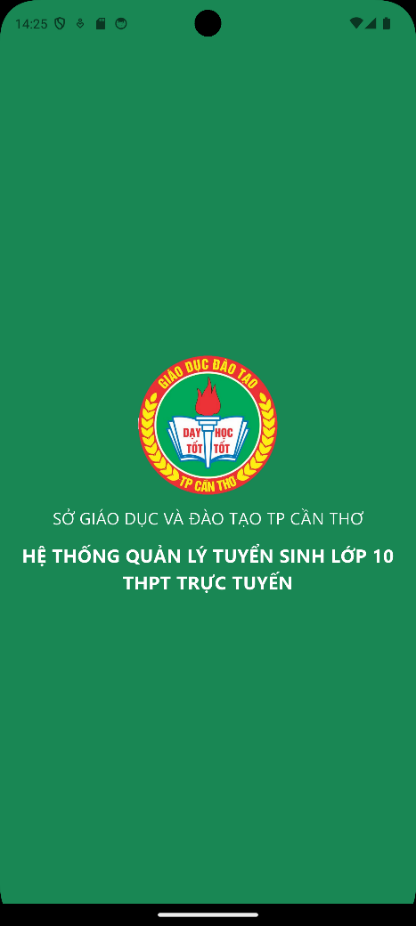 14:25
GIÁO DỤC ĐÀO TẠO
DẠY HỌC
TỐT TỐT
TP CẦN THƠ
SỞ GIÁO DỤC VÀ ĐÀO TẠO TP CẦN THƠ
HỆ THỐNG QUẢN LÝ TUYỂN SINH LỚP 10
THPT TRỰC TUYẾN